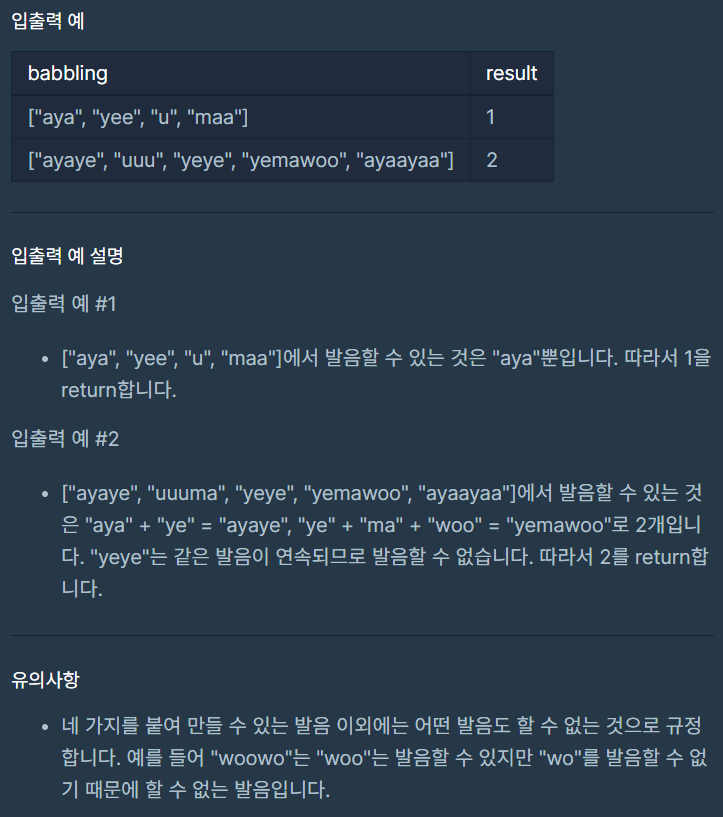 입출력 예
babbling result
["aya", "yee", "u", "maa"] 1
["ayaye", "uuu", "yeye", "yemawoo", "ayaayaa"] 2
입출력 예 설명
입출력 예 #1
• ["aya", "yee", "u", "maa"]에서 발음할 수 있는 것은 "aya"뿐입니다. 따라서 1을
return합니다.
입출력 예 #2
• ["ayaye", "uuuma", "yeye", "yemawoo", "ayaayaa"]에서 발음할 수 있는 것
은 "aya" + "ye" = "ayaye", "ye" + "ma" + "woo" = "yemawoo"로 2개입니
다. "yeye"는 같은 발음이 연속되므로 발음할 수 없습니다. 따라서 2를 return합
니다.
유의사항
• 네 가지를 붙여 만들 수 있는 발음 이외에는 어떤 발음도 할 수 없는 것으로 규정
합니다. 예를 들어 "woowo"는 "woo"는 발음할 수 있지만 "wo"를 발음할 수 없
기 때문에 할 수 없는 발음입니다.